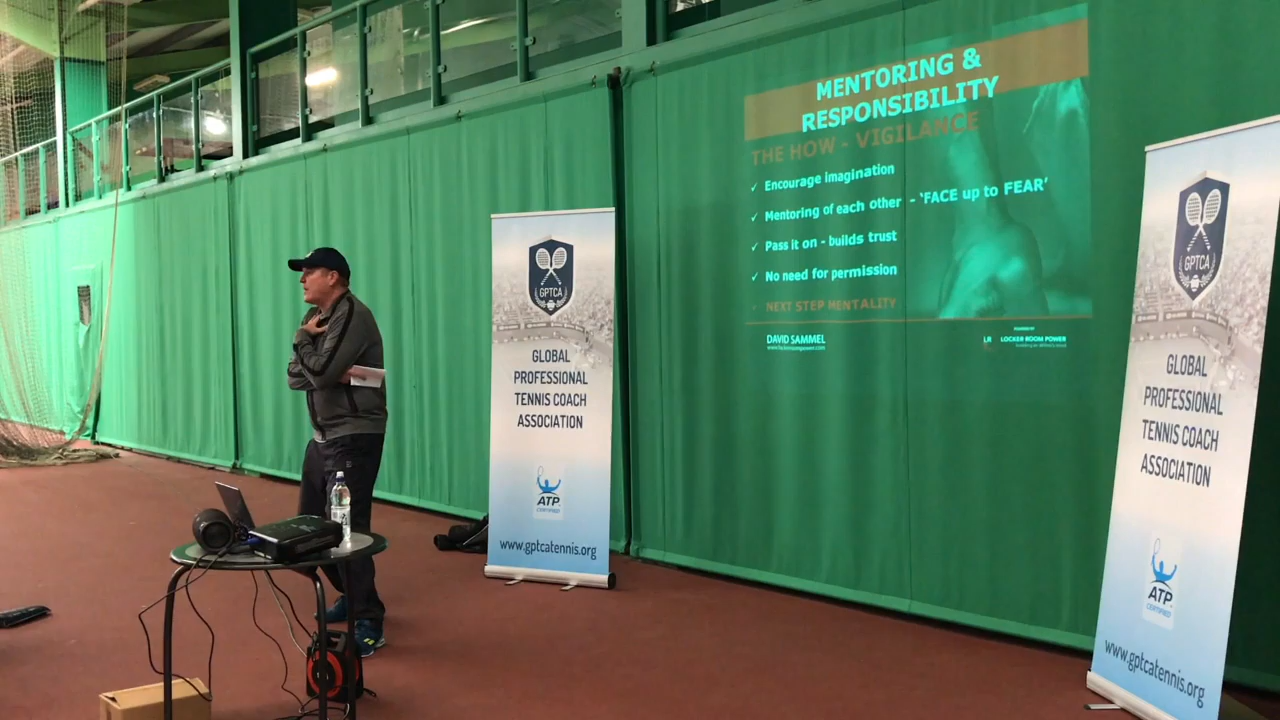 MENTORING &
RESPONSIBILITY
THE HOW - VIGILANCE
✓ Encourage imagination
✓ Mentoring of each other - ‘FACE up to FEAR’
✓ Pass it on - builds trust
✓ No need for permission
NEXT STEP MENTALITY
DAVID SAMMEL
LR LOCKER ROOM POWER
GPTCA
GLOBAL
PROFESSIONAL
TENNIS COACH
ASSOCIATION
ATP
CERTIFIED
www.gptcatennis.org
GPTCA
GLOBAL
PROFESSIONAL
TENNIS COACH
ASSOCIATION
ATP
CERTIFIED
www.gptcatennis.org